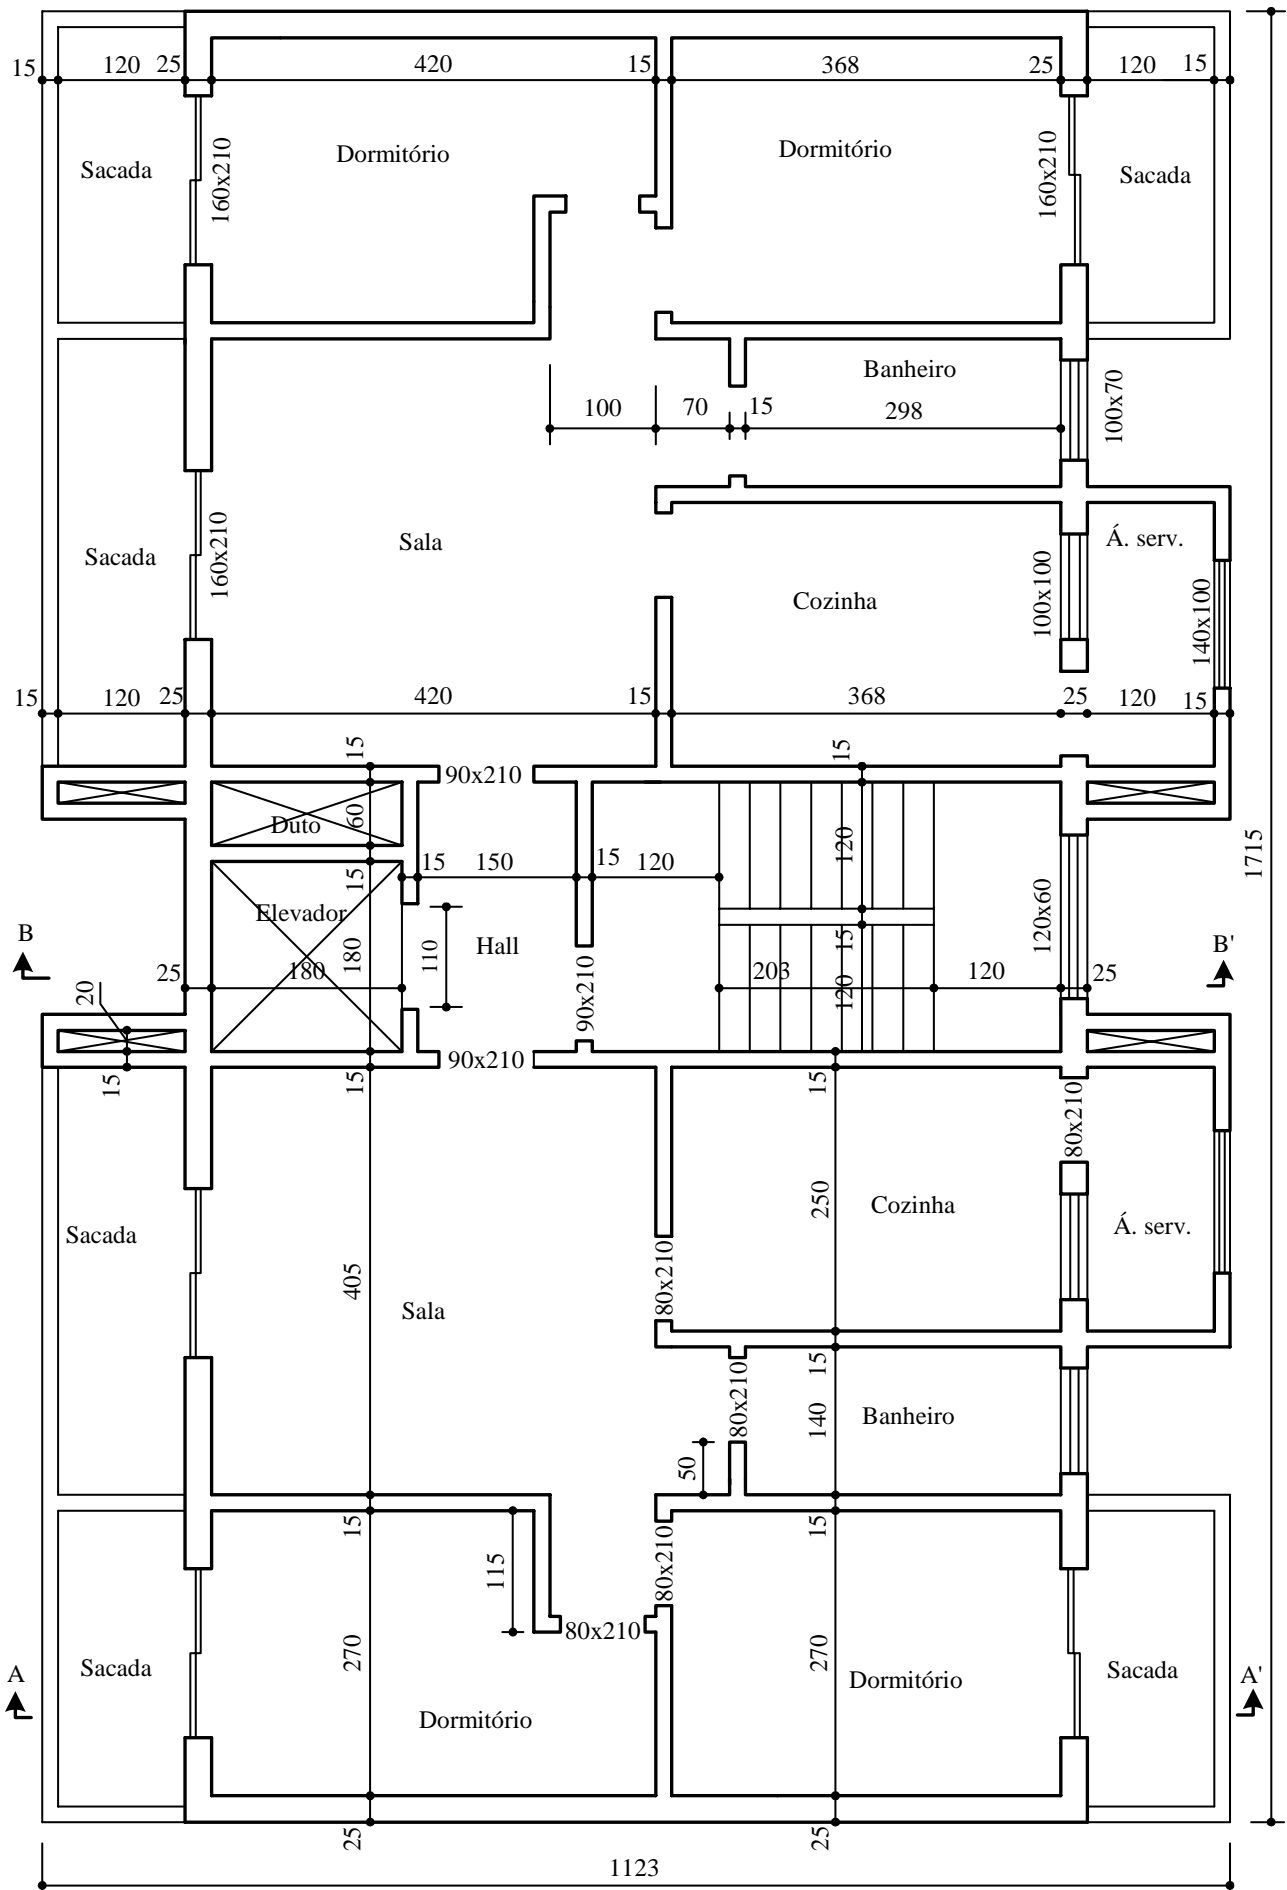 15 120 25 420 15 368 25 120 15
Dormitório
Dormitório
Sacada
160x210
160x210
Sacada
Banheiro
100x70
100 70 15 298
Sala
Sacada
160x210
Á. serv.
100x100
Cozinha
140x100
15 120 25 420 15 368 25 120 15
15
90x210
15
60
Duto
120
1715
15
15 150 15 120
Elevador
120x60
B
Hall
110
180
15
B'
25
180
90x210
203
120
120
25
20
15
90x210
15
15
80x210
Cozinha
250
Sacada
Á. serv.
405
80x210
Sala
15
80x210
140
Banheiro
50
15
15
80x210
115
80x210
270
270
A
Sacada
Dormitório
Sacada
A'
Dormitório
25
25
1123